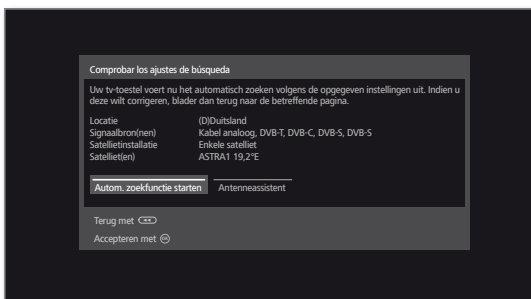 Comprobar los ajustes de búsqueda
Uw tv-toestel voert nu het automatisch zoeken volgens de opgegeven instellingen uit. Indien u
deze wilt corrigeren, blader dan terug naar de betreffende pagina.
Locatie (D)Duitsland
Signaalbron(nen) Kabel analoog, DVB-T, DVB-C, DVB-S, DVB-S
Satellietinstallatie Enkele satelliet
Satelliet(en) ASTRA1 19,2°E
Autom. zoekfunctie starten Antenneassistent
Terug met
Accepteren met OK